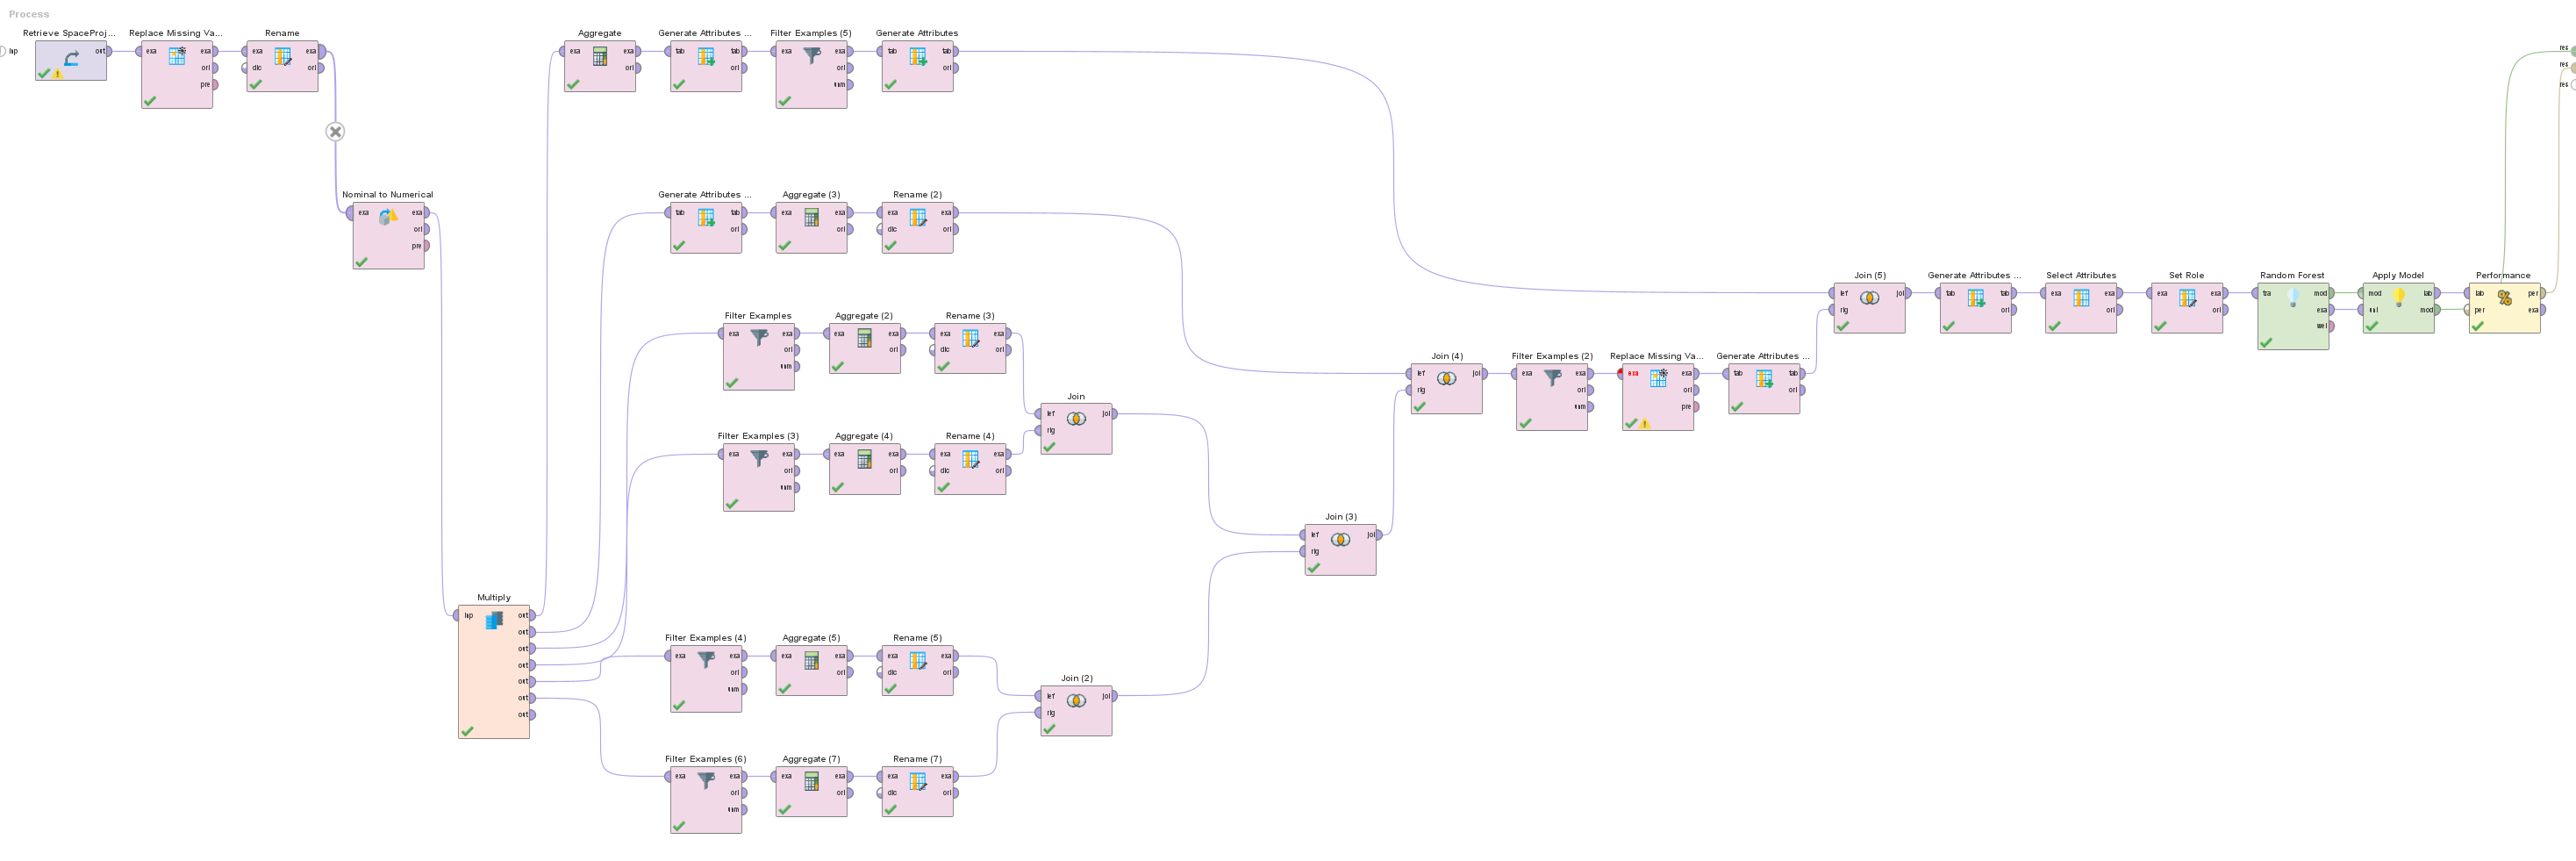 Process
Retrieve SpaceProj... Replace Missing Va... Rename Aggregate Generate Attributes ... Filter Examples (5) Generate Attributes
inp out exa exa exa exa exa exa tab tab exa exa tab tab res
ori dic ori ori ori ori ori res
pre unm res
Nominal to Numerical Generate Attributes ... Aggregate (3) Rename (2)
exa exa tab tab exa exa exa exa
ori ori ori dic ori
pre
Join (5) Generate Attributes ... Select Attributes Set Role Random Forest Apply Model Performance
lef joi tab tab exa exa exa exa tra mod mod lab lab per
rig ori ori ori exa unl mod per exa
wei
Filter Examples Aggregate (2) Rename (3)
exa exa exa exa exa exa
ori ori dic ori
unm
Join (4) Filter Examples (2) Replace Missing Va... Generate Attributes ...
lef joi exa exa exa exa tab tab
rig ori ori ori
unm pre
Join
lef joi
rig
Filter Examples (3) Aggregate (4) Rename (4)
exa exa exa exa exa exa
ori ori dic ori
unm
Join (3)
lef joi
rig
Multiply
inp out
out
out
out
out
out
out
Filter Examples (4) Aggregate (5) Rename (5)
exa exa exa exa exa exa
ori ori dic ori
unm
Join (2)
lef joi
rig
Filter Examples (6) Aggregate (7) Rename (7)
exa exa exa exa exa exa
ori ori dic ori
unm